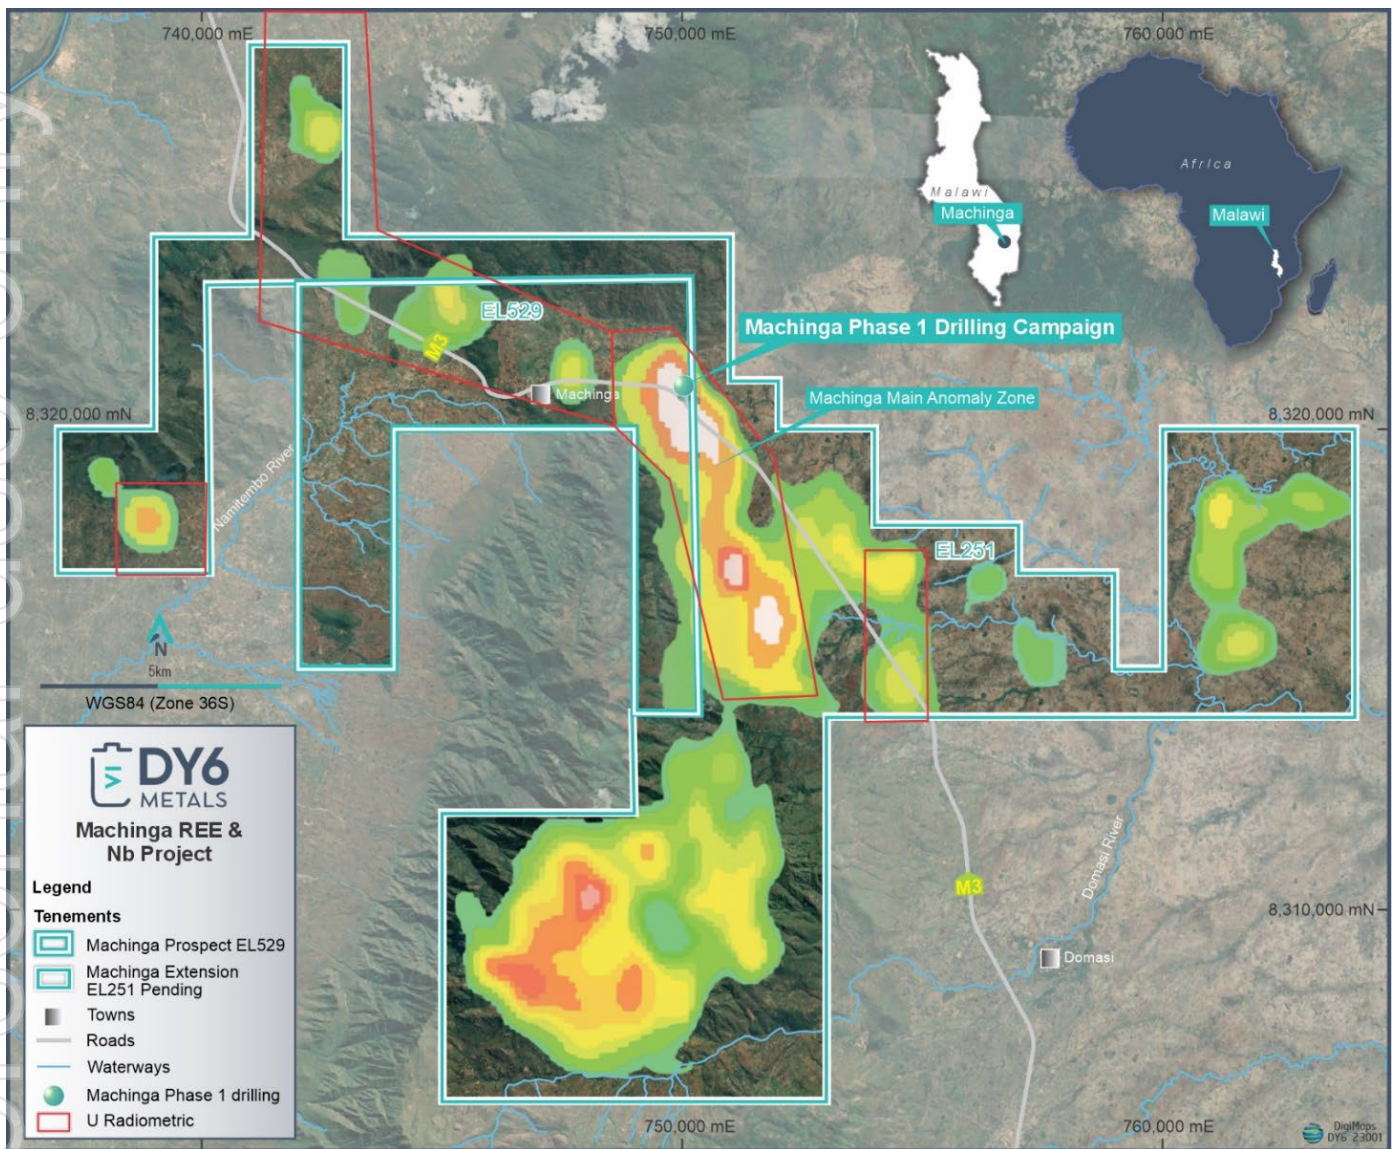 740,000 mE
750,000 mE
760,000 mE
Africa
Malawi
Machinga
Malawi
EL529
Machinga Phase 1 Drilling Campaign
M3
Machinga
Machinga Main Anomaly Zone
8,320,000 mN
8,320,000 mN
Namitembo River
EL251
N
5km
WGS84 (Zone 36S)
DY6
METALS
Machinga REE &
Nb Project
Legend
Tenements
Machinga Prospect EL529
Machinga Extension
EL251 Pending
Towns
Roads
Waterways
Machinga Phase 1 drilling
U Radiometric
M3
Domasi River
8,310,000 mN
Domasi
750,000 mE
760,000 mE
DigiMaps
DY6_23001